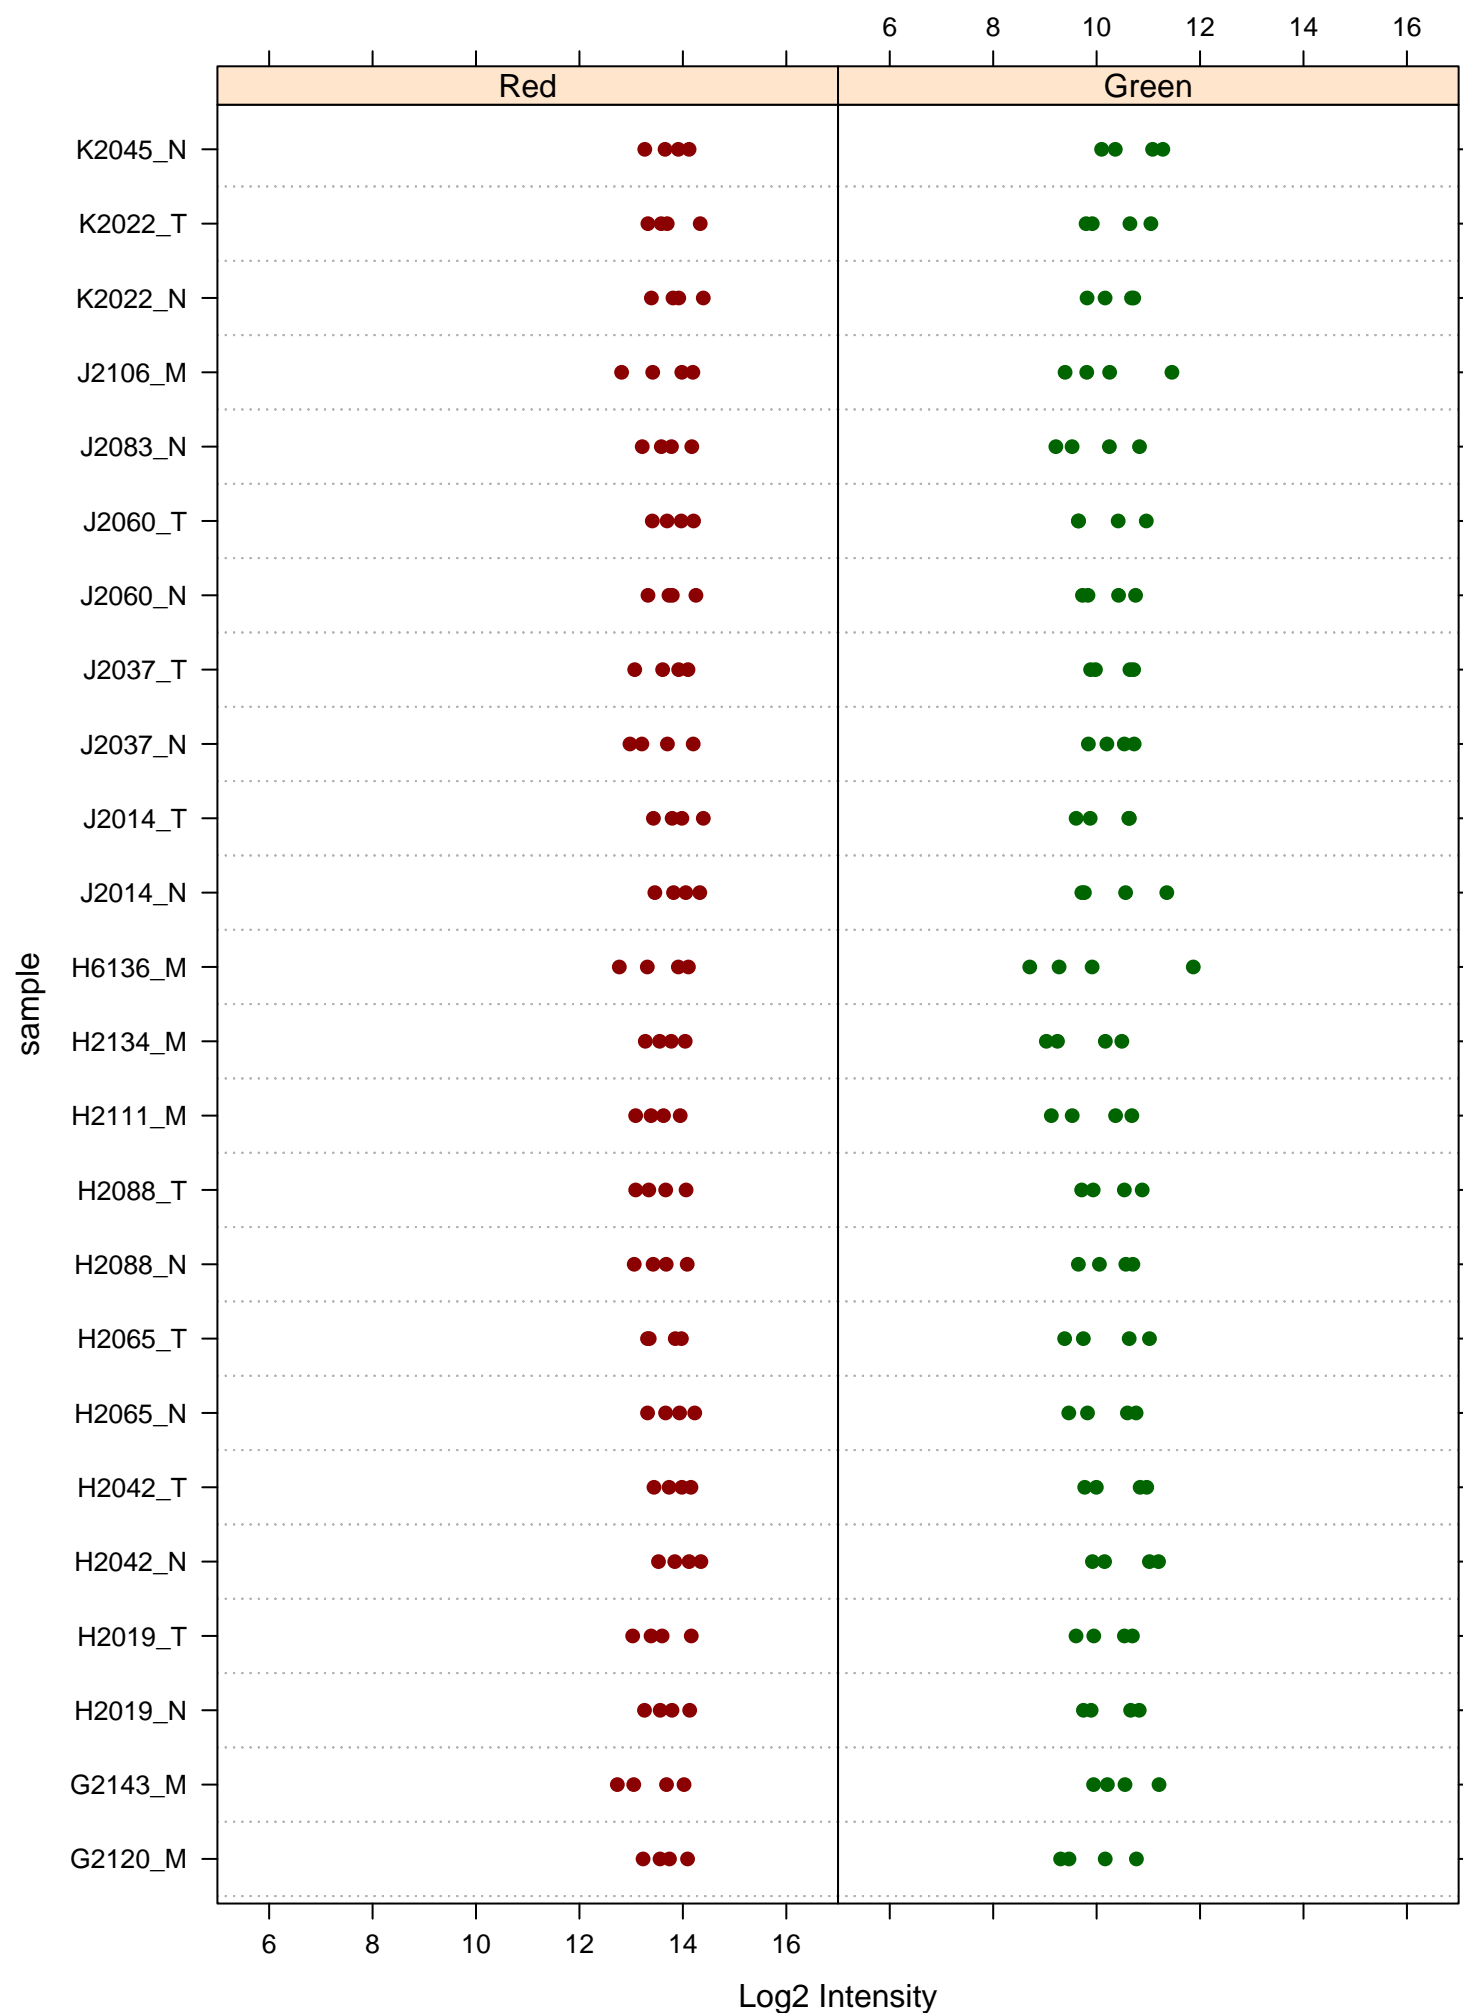 6 8 10 12 14 16
Red Green
K2045_N
K2022_T
K2022_N
J2106_M
J2083_N
J2060_T
J2060_N
J2037_T
J2037_N
J2014_T
J2014_N
H6136_M
sample
H2134_M
H2111_M
H2088_T
H2088_N
H2065_T
H2065_N
H2042_T
H2042_N
H2019_T
H2019_N
G2143_M
G2120_M
6 8 10 12 14 16
Log2 Intensity